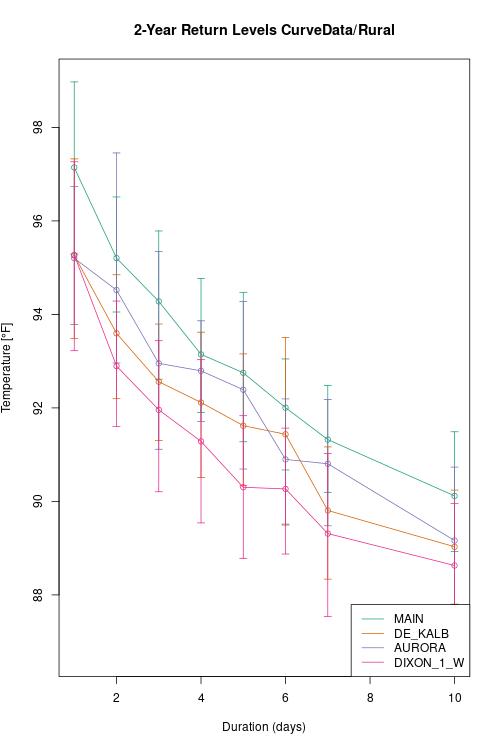 2-Year Return Levels CurveData/Rural
Temperature [°F]
98
96
94
92
90
88
2 4 6 8 10
Duration (days)
MAIN
DE_KALB
AURORA
DIXON_1_W